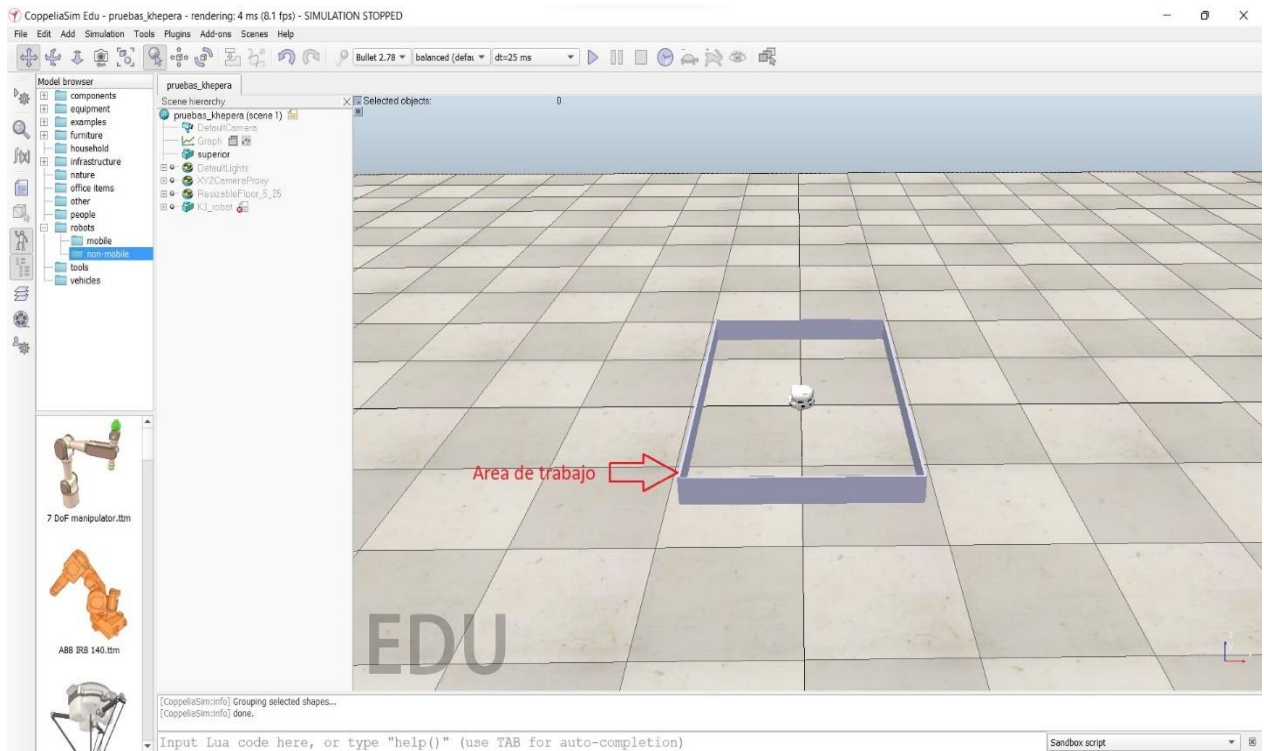 CoppeliaSim Edu - pruebas_khepera - rendering: 4 ms (8.1 fps) - SIMULATION STOPPED
File Edit Add Simulation Tools Plugins Add-ons Scenes Help
Bullet 2.78 balanced (defau dt=25 ms
Model browser
components
equipment
examples
furniture
household
infrastructure
nature
office items
other
people
robots
mobile
non-mobile
tools
vehicles
7 DoF manipulator.ttm
ABB IRB 140.ttm
pruebas_khepera
Scene hierarchy
pruebas_khepera (scene 1)
DefaultCamera
Graph
superior
DefaultLights
XYZCameraProxy
ResizableFloor_5_25
K3_robot
Selected objects: 0
Area de trabajo
EDU
[CoppeliaSim:info] Grouping selected shapes...
[CoppeliaSim:info] done.
Input Lua code here, or type "help()" (use TAB for auto-completion)
Sandbox script